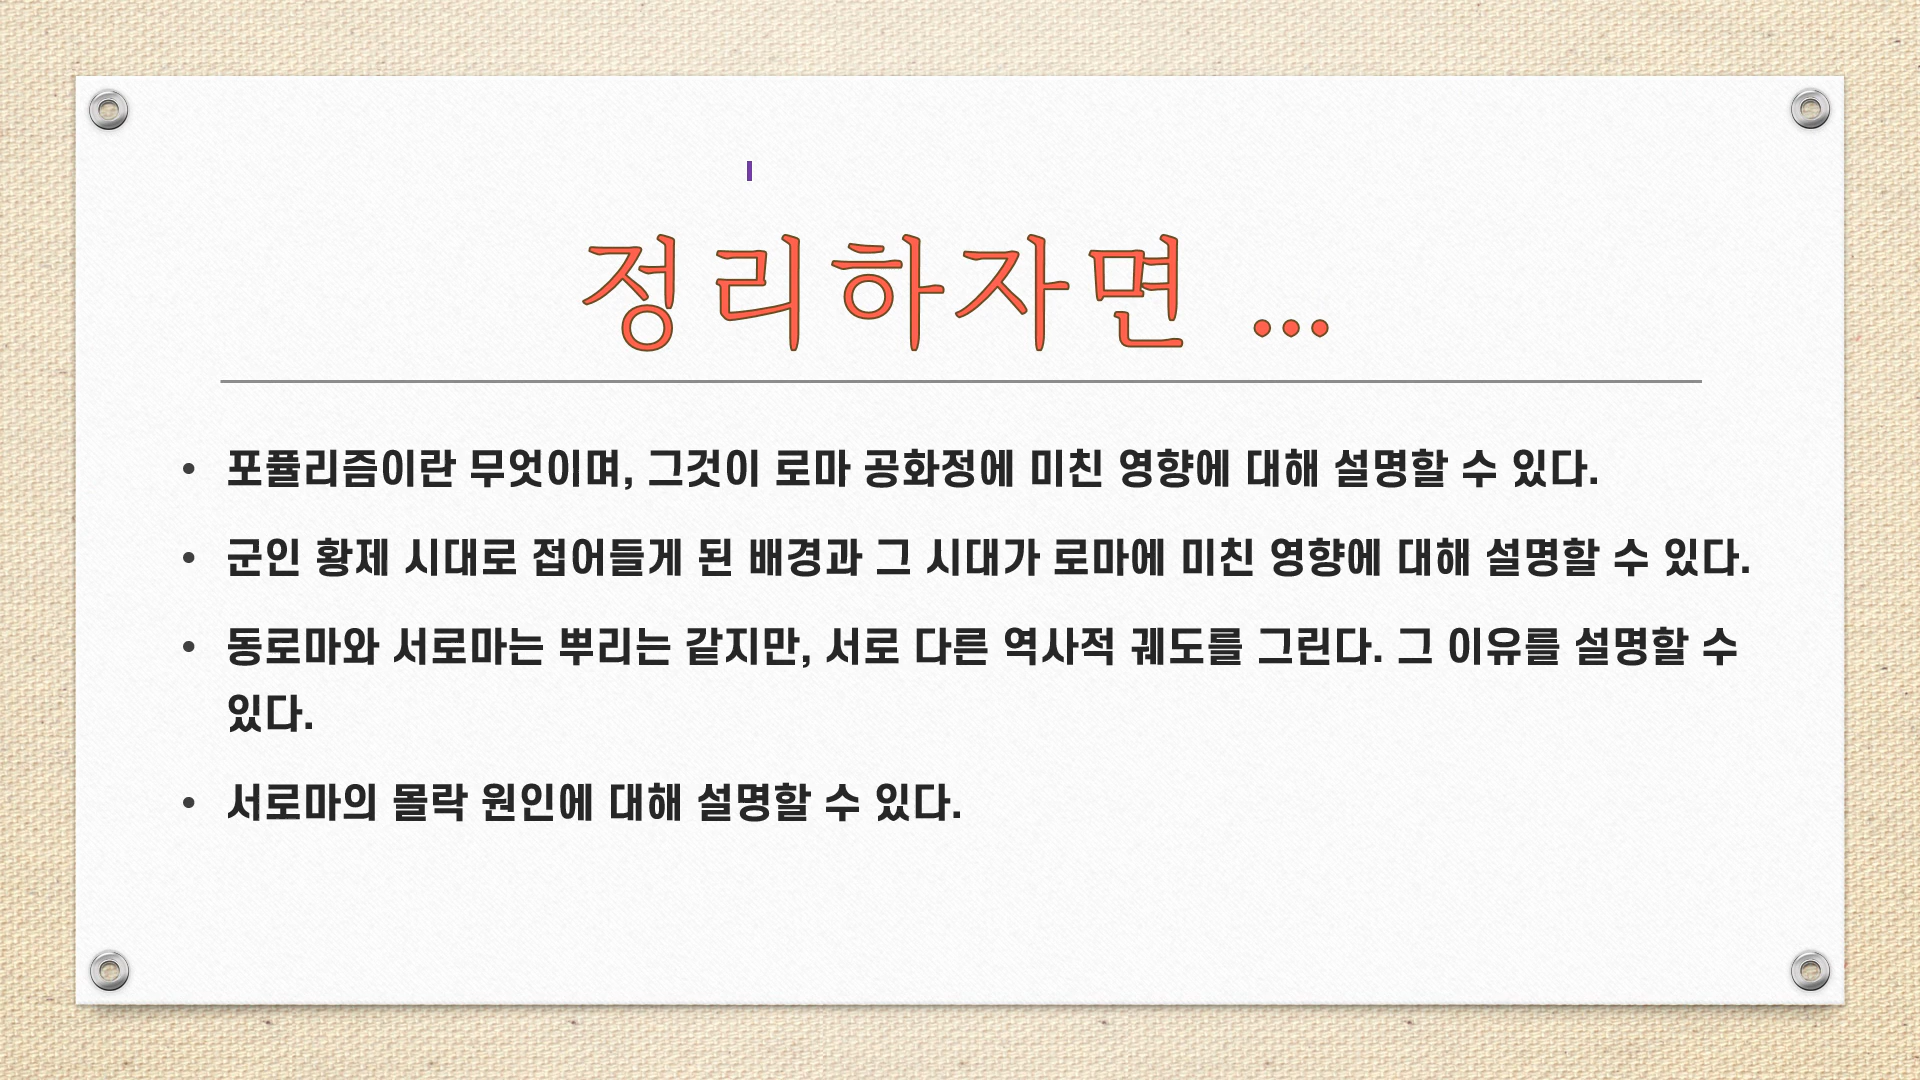 정리하자면 ...
• 포퓰리즘이란 무엇이며, 그것이 로마 공화정에 미친 영향에 대해 설명할 수 있다.
• 군인 황제 시대로 접어들게 된 배경과 그 시대가 로마에 미친 영향에 대해 설명할 수 있다.
• 동로마와 서로마는 뿌리는 같지만, 서로 다른 역사적 궤도를 그린다. 그 이유를 설명할 수
있다.
• 서로마의 몰락 원인에 대해 설명할 수 있다.